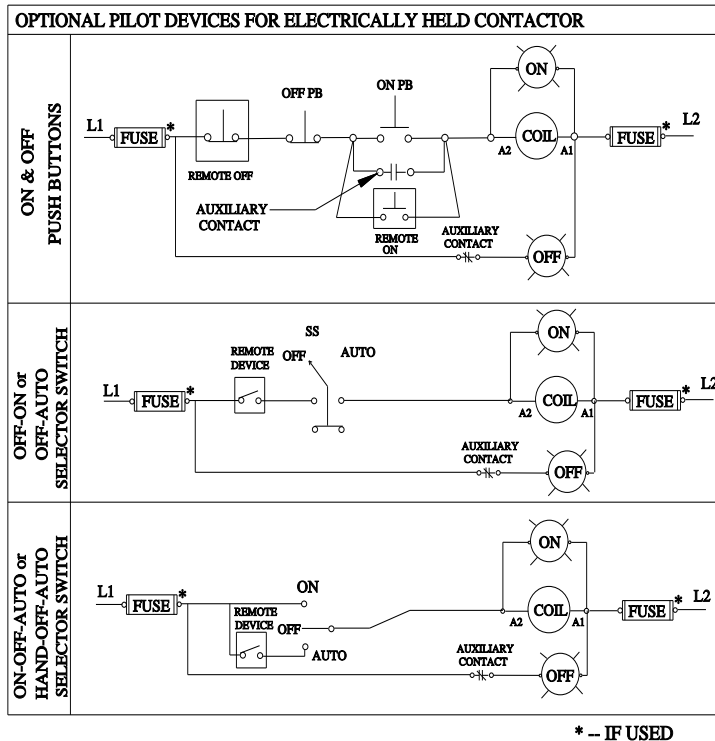 OPTIONAL PILOT DEVICES FOR ELECTRICALLY HELD CONTACTOR
ON & OFF
PUSH BUTTONS
L1
FUSE
*
REMOTE OFF
OFF PB
ON PB
AUXILIARY
CONTACT
REMOTE
ON
AUXILIARY
CONTACT
ON
COIL
A2
A1
OFF
FUSE
*
L2
OFF-ON or
OFF-AUTO
SELECTOR SWITCH
L1
FUSE
*
REMOTE
DEVICE
SS
OFF
AUTO
AUXILIARY
CONTACT
ON
COIL
A2
A1
OFF
FUSE
*
L2
ON-OFF-AUTO or
HAND-OFF-AUTO
SELECTOR SWITCH
L1
FUSE
*
REMOTE
DEVICE
ON
OFF
AUTO
AUXILIARY
CONTACT
ON
COIL
A2
A1
OFF
FUSE
*
L2
* -- IF USED